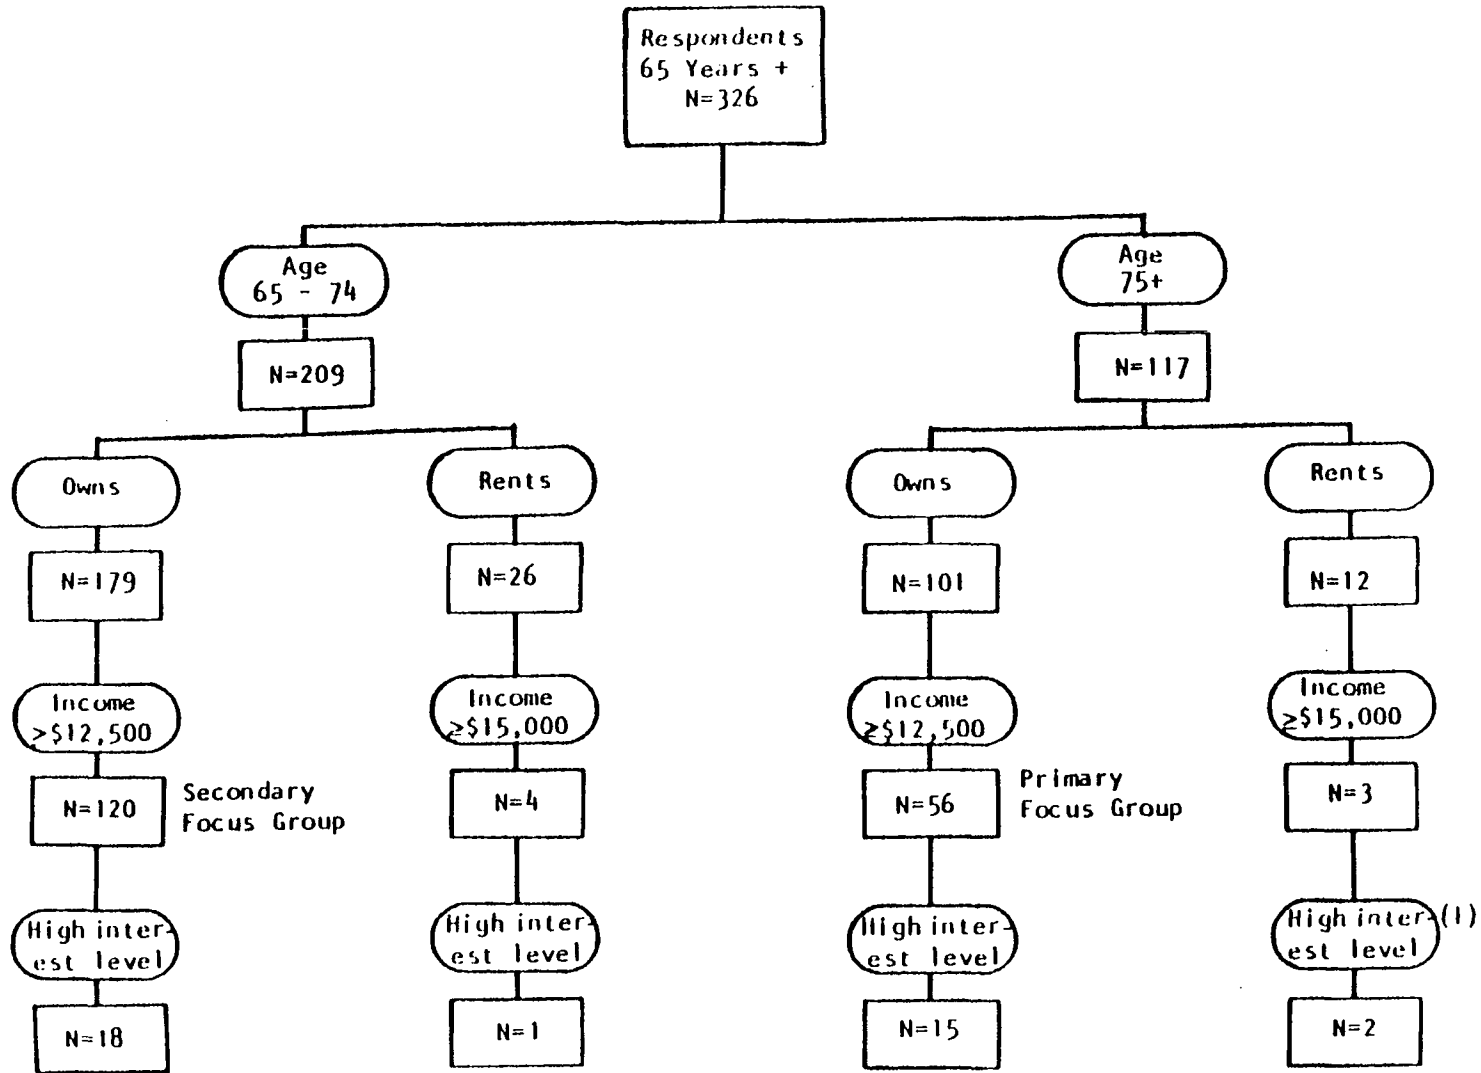 Respondents
65 Years +
N=326
Age
65 - 74
Age
75+
N=209
N=117
Owns
Rents
Owns
Rents
N=179
N=26
N=101
N=12
Income
>$12,500
Income
≥$15,000
Income
≥$12,500
Income
≥$15,000
N=120
Secondary
Focus Group
N=4
N=56
Primary
Focus Group
N=3
High inter-
est level
High inter-
est level
High inter-
est level
High inter-(1)
est level
N=18
N=1
N=15
N=2